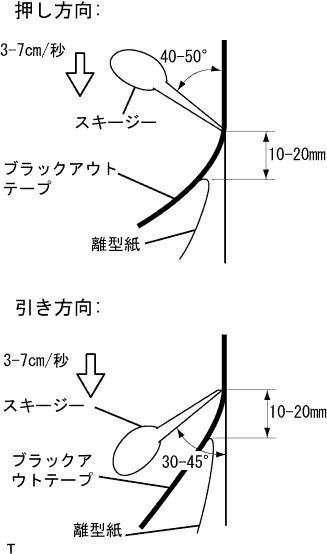 押し方向:
3-7cm/秒
40-50°
スキージー
10-20mm
ブラックアウト
テープ
離型紙
引き方向:
3-7cm/秒
スキージー
10-20mm
30-45°
ブラックア
ウトテープ
離型紙
T